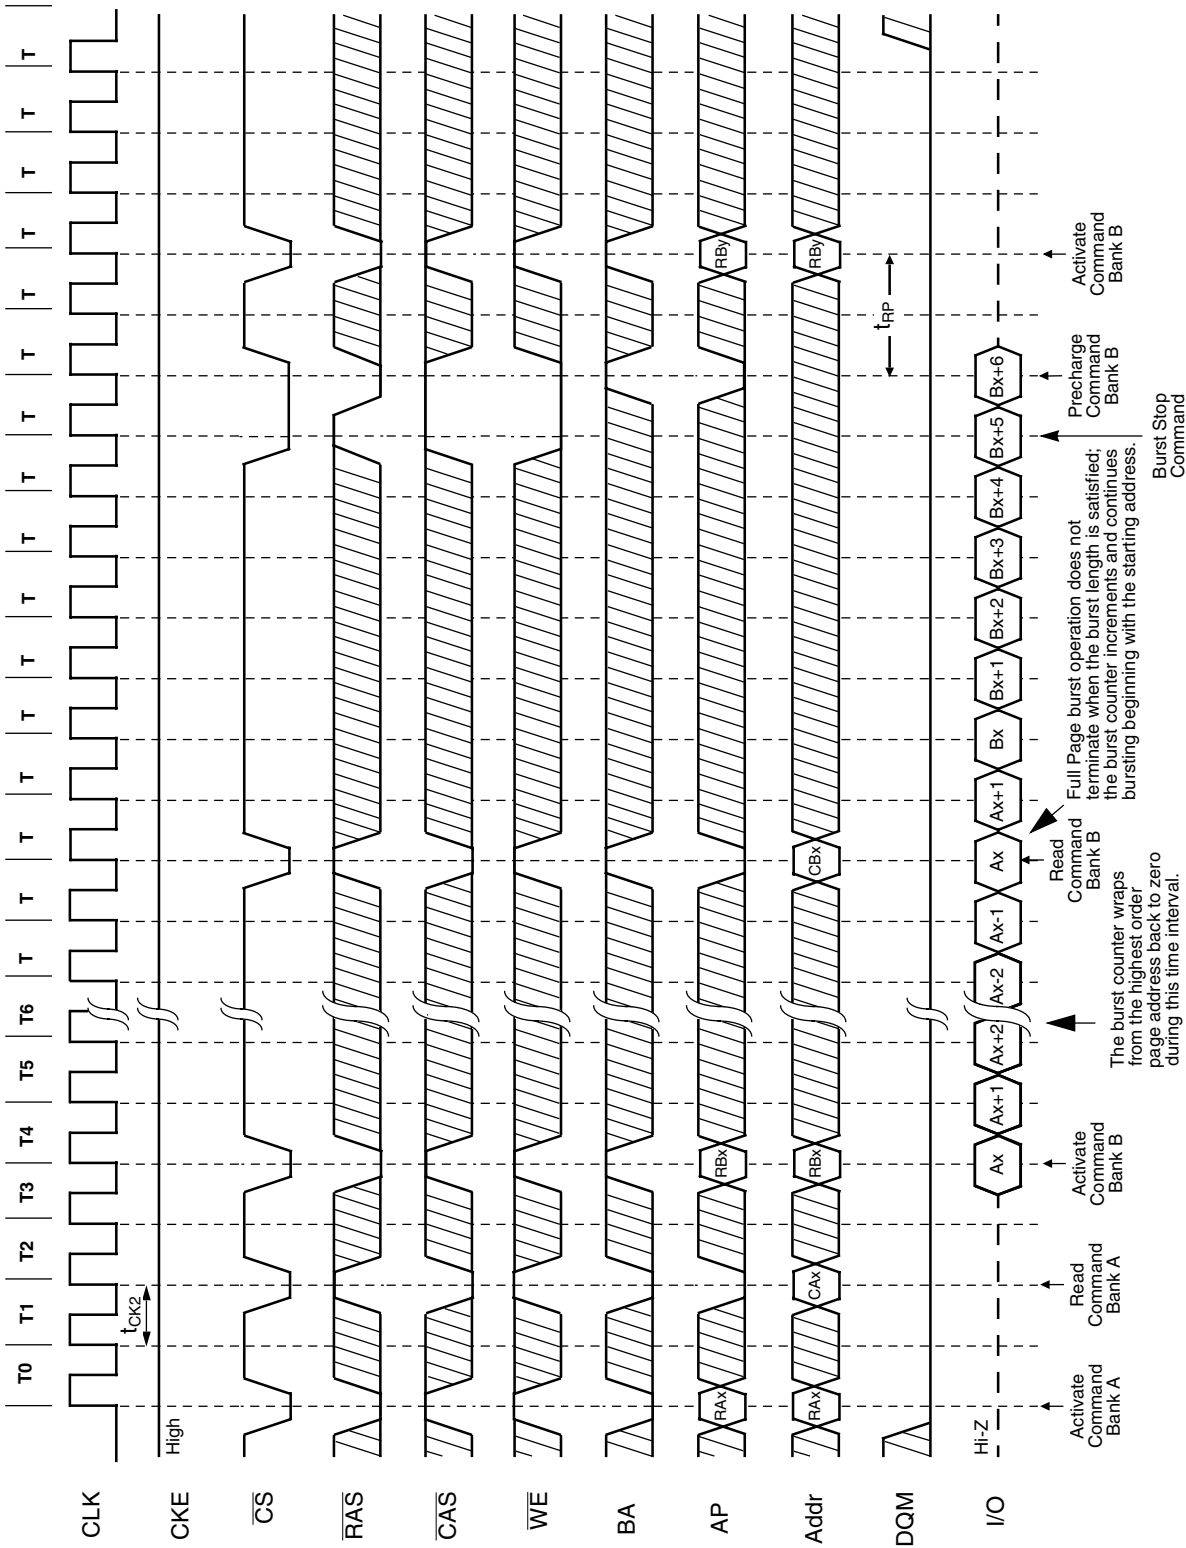 T0 T1 T2 T3 T4 T5 T6 T T T T T T T T T T T T T T T T
CLK
tCK2
CKE
High
CS
RAS
CAS
WE
BA
AP
RAx RBx RBy
Addr
RAx CAx RBx CBx RBy
DQM
tRP
I/O
Hi-Z
Ax Ax+1 Ax+2 Ax-2 Ax-1 Ax Ax+1 Bx Bx+1 Bx+2 Bx+3 Bx+4 Bx+5 Bx+6
Activate
Command
Bank A
Read
Command
Bank A
Activate
Command
Bank B
The burst counter wraps
from the highest order
page address back to zero
during this time interval.
Read
Command
Bank B
Full Page burst operation does not
terminate when the burst length is satisfied;
the burst counter increments and continues
bursting beginning with the starting address.
Burst Stop
Command
Precharge
Command
Bank B
Activate
Command
Bank B